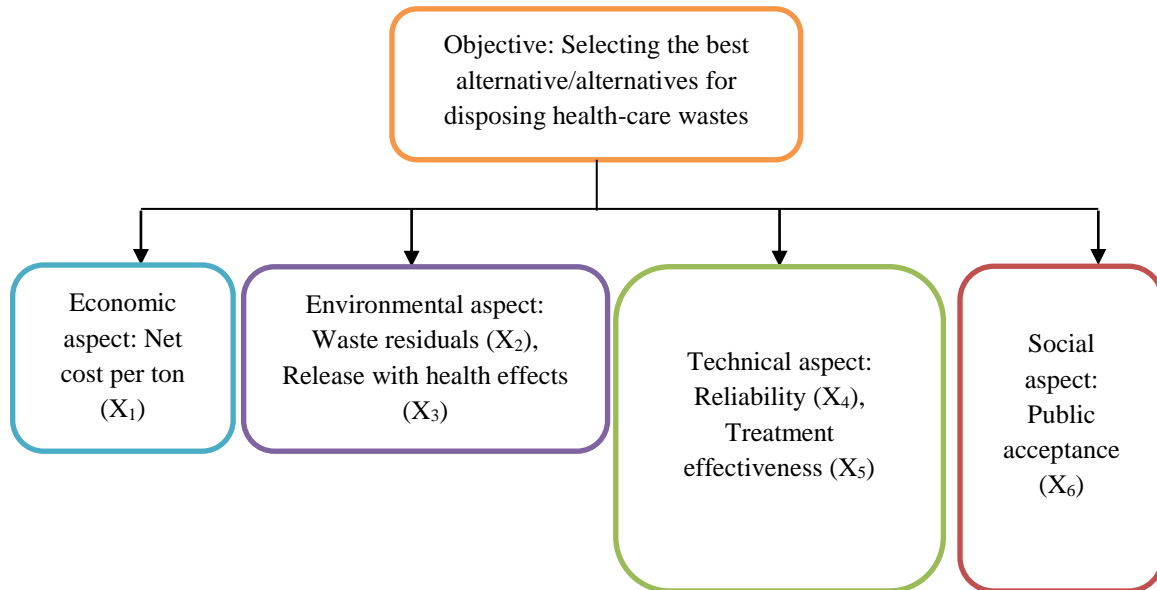 Objective: Selecting the best
alternative/alternatives for
disposing health-care wastes
Economic
aspect: Net
cost per ton
(X₁)
Environmental aspect:
Waste residuals (X₂),
Release with health effects
(X₃)
Technical aspect:
Reliability (X₄),
Treatment
effectiveness (X₅)
Social
aspect:
Public
acceptance
(X₆)